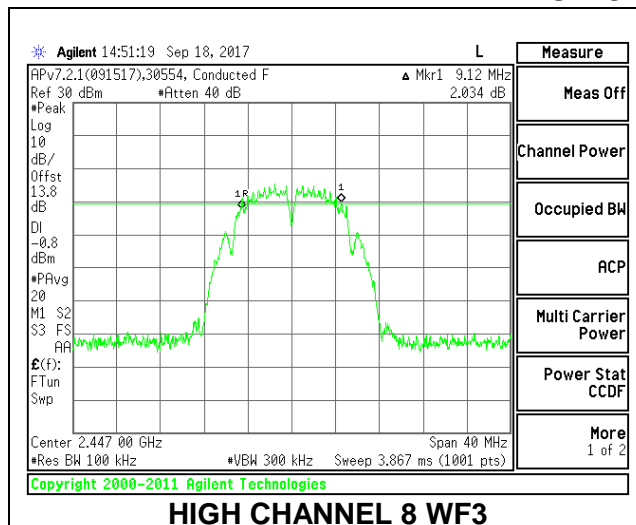 Agilent 14:51:19 Sep 18, 2017 L
APv7.2.1(091517),30554, Conducted F Δ Mkr1 9.12 MHz
Ref 30 dBm #Atten 40 dB 2.034 dB
#Peak
Log
10
dB/
Offst
13.8
dB
DI
-0.8
dBm
#PAvg
20
M1 S2
S3 FS
AA
£(f):
FTun
Swp
1R
1
Center 2.447 00 GHz Span 40 MHz
#Res BW 100 kHz #VBW 300 kHz Sweep 3.867 ms (1001 pts)
Copyright 2000-2011 Agilent Technologies
Measure
Meas Off
Channel Power
Occupied BW
ACP
Multi Carrier
Power
Power Stat
CCDF
More
1 of 2
HIGH CHANNEL 8 WF3